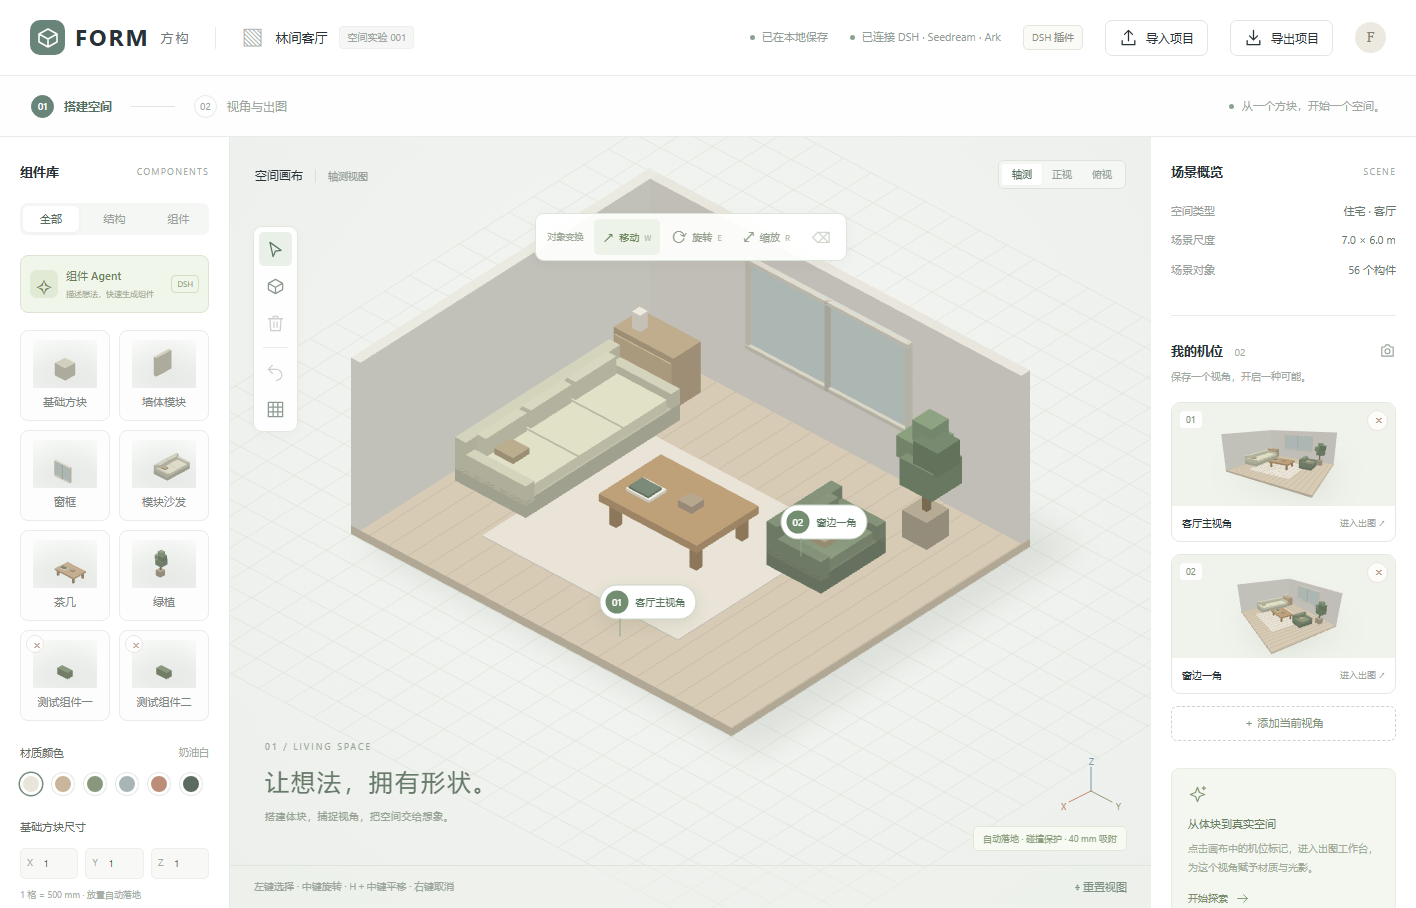 FORM 方构
林间客厅
空间实验 001
已在本地保存
已连接 DSH · Seedream · Ark
DSH 插件
导入项目
导出项目
F
01 搭建空间
02 视角与出图
从一个方块，开始一个空间。
组件库
COMPONENTS
全部
结构
组件
组件 Agent
描述想法，快速生成组件
DSH
基础方块
墙体模块
窗框
模块沙发
茶几
绿植
测试组件一
测试组件二
材质颜色
奶油白
基础方块尺寸
X 1
Y 1
Z 1
1 格 = 500 mm · 放置自动落地
空间画布
轴测视图
轴测
正视
俯视
对象变换
移动 W
旋转 E
缩放 R
02 窗边一角
01 客厅主视角
01 / LIVING SPACE
让想法，拥有形状。
搭建体块，捕捉视角，把空间交给想象。
Z
X
Y
自动落地 · 碰撞保护 · 40 mm 吸附
左键选择 · 中键旋转 · H + 中键平移 · 右键取消
重置视图
场景概览
SCENE
空间类型
住宅 · 客厅
场景尺度
7.0 × 6.0 m
场景对象
56 个构件
我的机位 02
保存一个视角，开启一种可能。
01
客厅主视角
进入出图
02
窗边一角
进入出图
+ 添加当前视角
从体块到真实空间
点击画布中的机位标记，进入出图工作台，
为这个视角赋予材质与光影。
开始探索